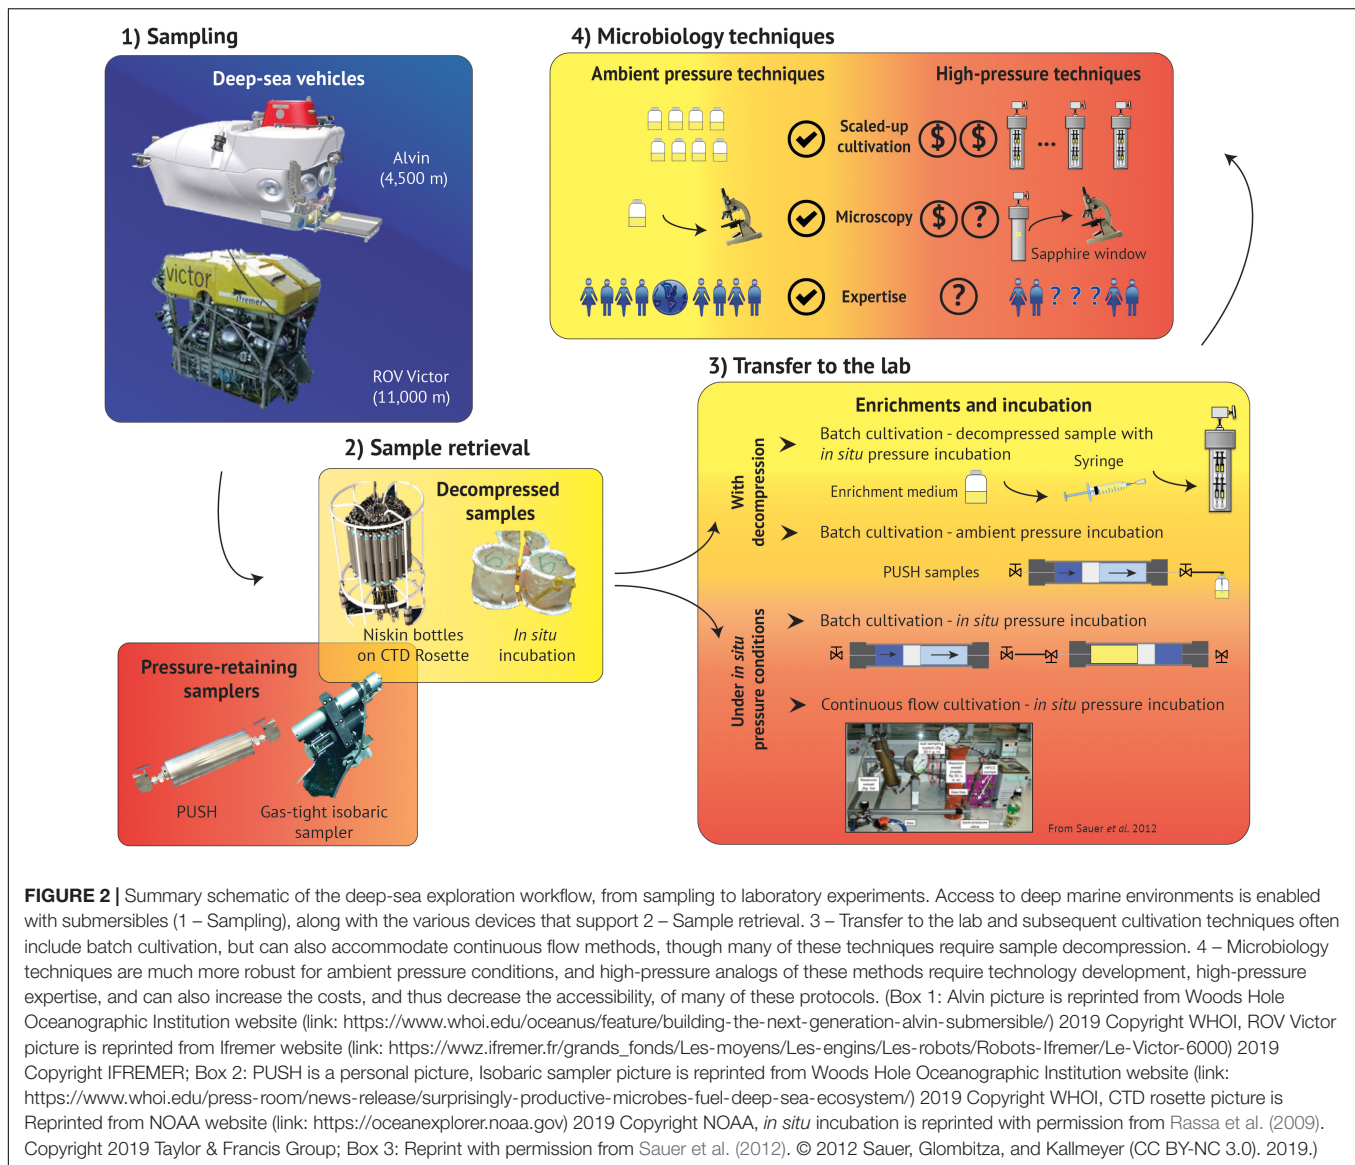 1) Sampling
Deep-sea vehicles
Alvin
(4,500 m)
victor
Ifremer
ROV Victor
(11,000 m)
2) Sample retrieval
Decompressed
samples
Niskin bottles
on CTD Rosette
In situ
incubation
Pressure-retaining
samplers
PUSH
Gas-tight isobaric
sampler
4) Microbiology techniques
Ambient pressure techniques
High-pressure techniques
Scaled-up
cultivation
$ $
...
Microscopy
$ ?
Sapphire window
Expertise
?
? ? ?
3) Transfer to the lab
Enrichments and incubation
With
decompression
Batch cultivation - decompressed sample with
in situ pressure incubation
Enrichment medium
Syringe
Batch cultivation - ambient pressure incubation
PUSH samples
Under in situ
pressure conditions
Batch cultivation - in situ pressure incubation
Continuous flow cultivation - in situ pressure incubation
From Sauer et al. 2012
FIGURE 2 | Summary schematic of the deep-sea exploration workflow, from sampling to laboratory experiments. Access to deep marine environments is enabled
with submersibles (1 – Sampling), along with the various devices that support 2 – Sample retrieval. 3 – Transfer to the lab and subsequent cultivation techniques often
include batch cultivation, but can also accommodate continuous flow methods, though many of these techniques require sample decompression. 4 – Microbiology
techniques are much more robust for ambient pressure conditions, and high-pressure analogs of these methods require technology development, high-pressure
expertise, and can also increase the costs, and thus decrease the accessibility, of many of these protocols. (Box 1: Alvin picture is reprinted from Woods Hole
Oceanographic Institution website (link: https://www.whoi.edu/oceanus/feature/building-the-next-generation-alvin-submersible/) 2019 Copyright WHOI, ROV Victor
picture is reprinted from Ifremer website (link: https://wwz.ifremer.fr/grands_fonds/Les-moyens/Les-engins/Les-robots/Robots-Ifremer/Le-Victor-6000) 2019
Copyright IFREMER; Box 2: PUSH is a personal picture, Isobaric sampler picture is reprinted from Woods Hole Oceanographic Institution website (link:
https://www.whoi.edu/press-room/news-release/surprisingly-productive-microbes-fuel-deep-sea-ecosystem/) 2019 Copyright WHOI, CTD rosette picture is
Reprinted from NOAA website (link: https://oceanexplorer.noaa.gov) 2019 Copyright NOAA, in situ incubation is reprinted with permission from Rassa et al. (2009).
Copyright 2019 Taylor & Francis Group; Box 3: Reprint with permission from Sauer et al. (2012). © 2012 Sauer, Glombitza, and Kallmeyer (CC BY-NC 3.0). 2019.)